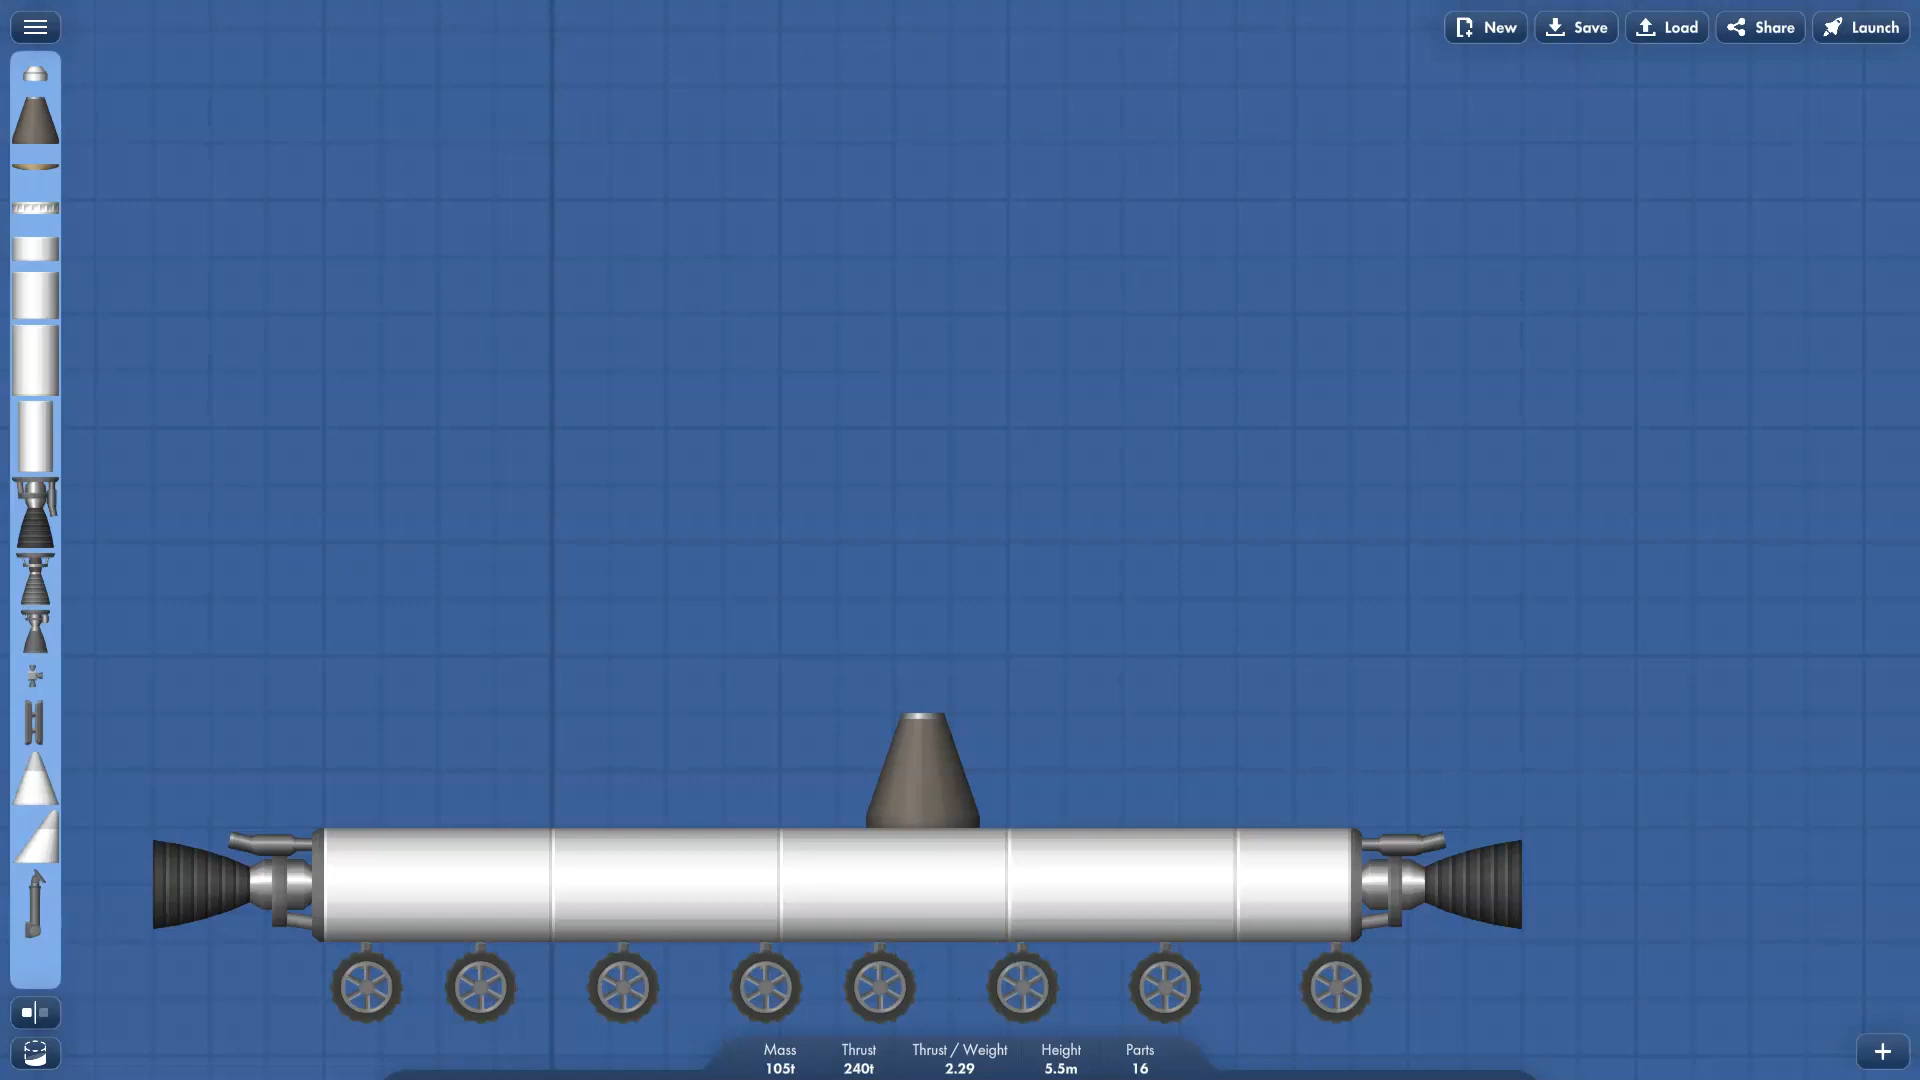 New Save Load Share Launch
Mass Thrust Thrust / Weight Height Parts
105t 240t 2.29 5.5m 16